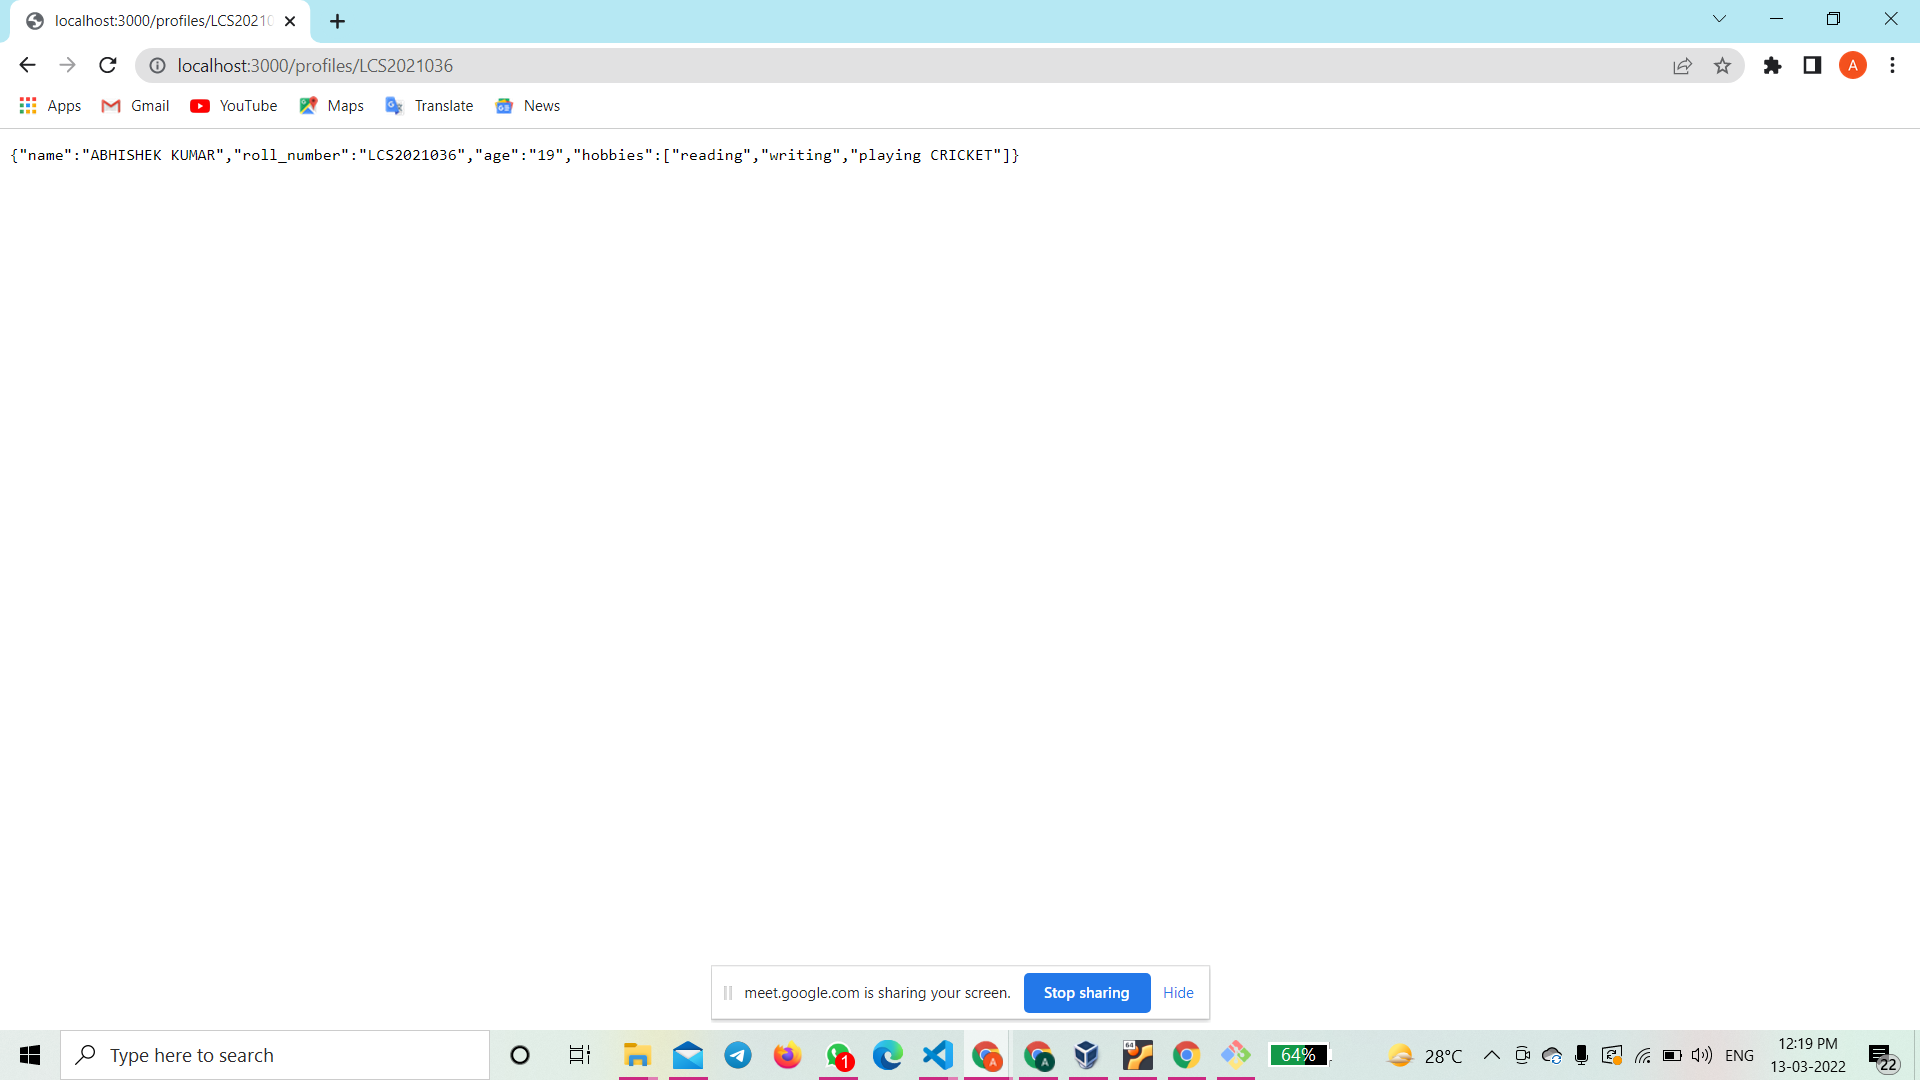 localhost:3000/profiles/LCS20210
localhost:3000/profiles/LCS2021036
A
Apps Gmail YouTube Maps Translate News
{"name":"ABHISHEK KUMAR","roll_number":"LCS2021036","age":"19","hobbies":["reading","writing","playing CRICKET"]}
meet.google.com is sharing your screen. Stop sharing Hide
Type here to search 1 A A 64 64% 28°C ENG 12:19 PM
13-03-2022 22